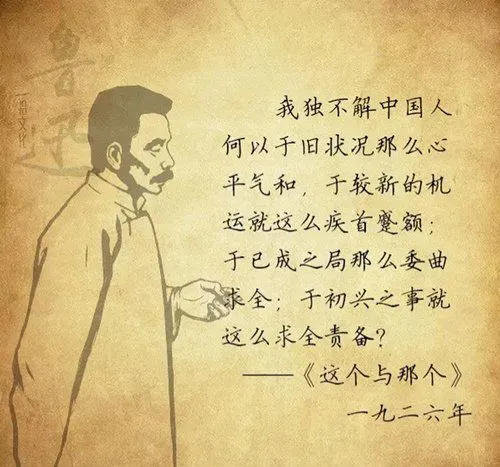 鲁迅
我独不解中国人
何以于旧状况那么心
平气和，于较新的机
运就这么疾首蹙额；
于已成之局那么委曲
求全；于初兴之事就
这么求全责备？
——《这个与那个》
一九二六年